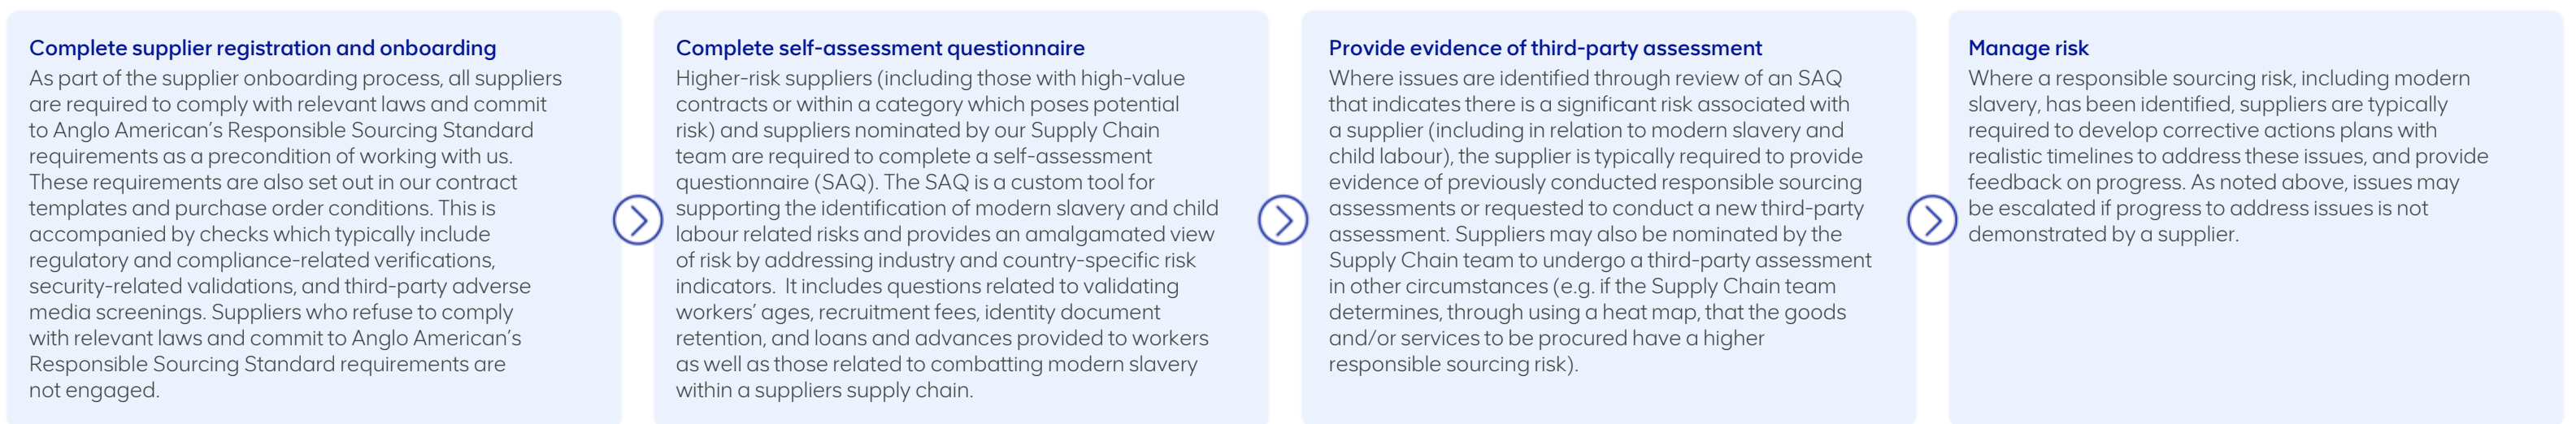 Complete supplier registration and onboarding
As part of the supplier onboarding process, all suppliers
are required to comply with relevant laws and commit
to Anglo American’s Responsible Sourcing Standard
requirements as a precondition of working with us.
These requirements are also set out in our contract
templates and purchase order conditions. This is
accompanied by checks which typically include
regulatory and compliance-related verifications,
security-related validations, and third-party adverse
media screenings. Suppliers who refuse to comply
with relevant laws and commit to Anglo American’s
Responsible Sourcing Standard requirements are
not engaged.
Complete self-assessment questionnaire
Higher-risk suppliers (including those with high-value
contracts or within a category which poses potential
risk) and suppliers nominated by our Supply Chain
team are required to complete a self-assessment
questionnaire (SAQ). The SAQ is a custom tool for
supporting the identification of modern slavery and child
labour related risks and provides an amalgamated view
of risk by addressing industry and country-specific risk
indicators. It includes questions related to validating
workers’ ages, recruitment fees, identity document
retention, and loans and advances provided to workers
as well as those related to combatting modern slavery
within a suppliers supply chain.
Provide evidence of third-party assessment
Where issues are identified through review of an SAQ
that indicates there is a significant risk associated with
a supplier (including in relation to modern slavery and
child labour), the supplier is typically required to provide
evidence of previously conducted responsible sourcing
assessments or requested to conduct a new third-party
assessment. Suppliers may also be nominated by the
Supply Chain team to undergo a third-party assessment
in other circumstances (e.g. if the Supply Chain team
determines, through using a heat map, that the goods
and/or services to be procured have a higher
responsible sourcing risk).
Manage risk
Where a responsible sourcing risk, including modern
slavery, has been identified, suppliers are typically
required to develop corrective actions plans with
realistic timelines to address these issues, and provide
feedback on progress. As noted above, issues may
be escalated if progress to address issues is not
demonstrated by a supplier.